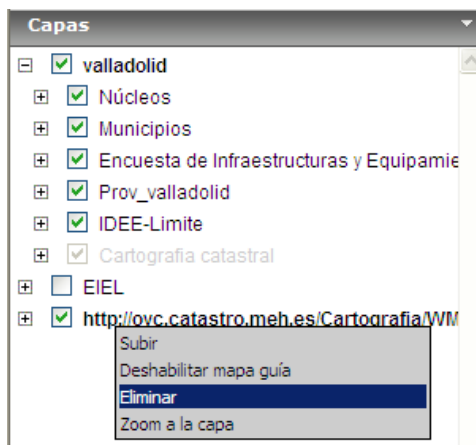 Capas
valladolid
Núcleos
Municipios
Encuesta de Infraestructuras y Equipamie
Prov_valladolid
IDEE-Limite
Cartografia catastral
EIEL
http://ovc.catastro.meh.es/Cartografia/WM
Subir
Deshabilitar mapa guía
Eliminar
Zoom a la capa